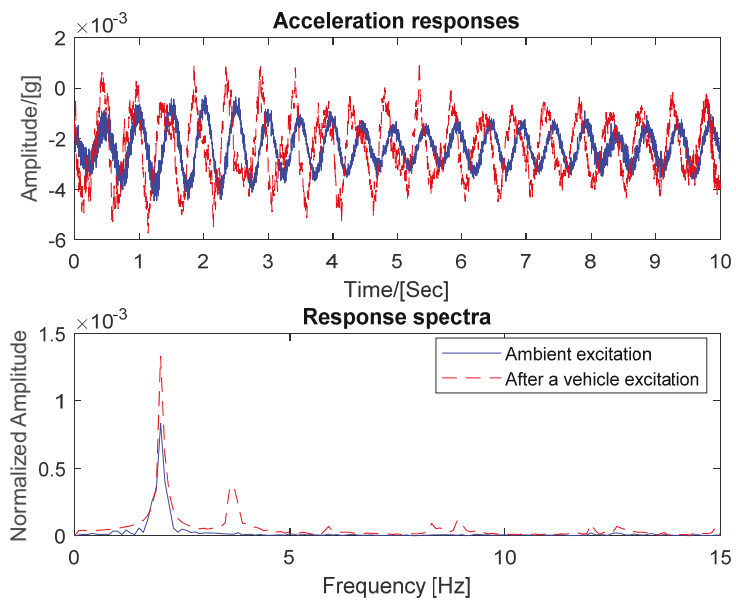 Acceleration responses
×10-3
2
0
-2
-4
-6
Amplitude/[g]
0 1 2 3 4 5 6 7 8 9 10
Time/[Sec]
Response spectra
×10-3
1.5
1
0.5
0
Normalized Amplitude
Ambient excitation
After a vehicle excitation
0 5 10 15
Frequency [Hz]